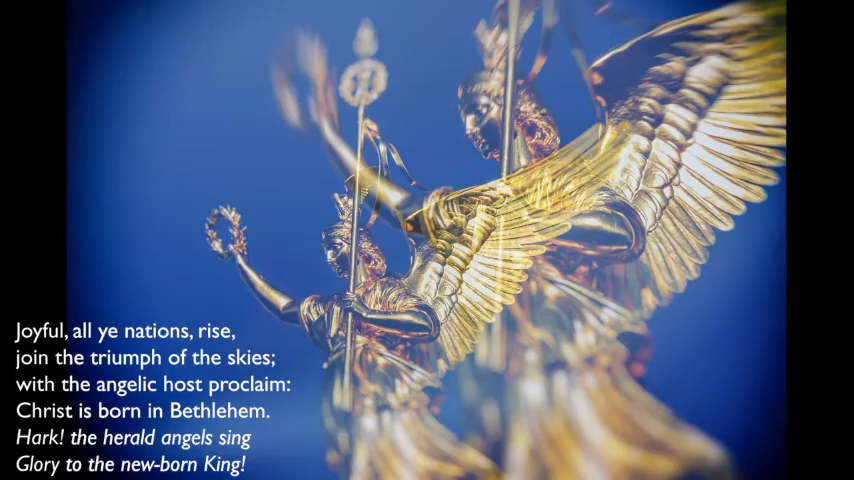 Joyful, all ye nations, rise,
join the triumph of the skies;
with the angelic host proclaim:
Christ is born in Bethlehem.
Hark! the herald angels sing
Glory to the new-born King!